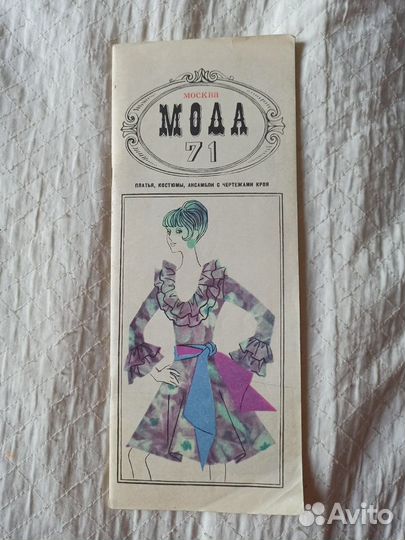 МОСКВА
МОДА
71
ПЛАТЬЯ, КОСТЮМЫ, АНСАМБЛИ С ЧЕРТЕЖАМИ КРОЯ
Avito